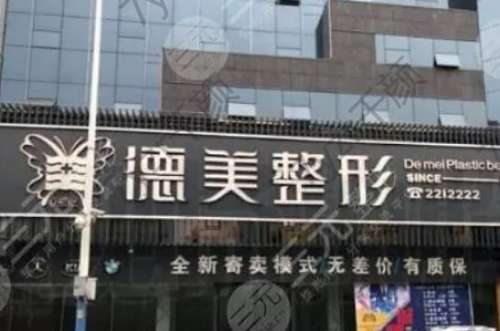 德美整形
De mei Plastic be
SINCE
☎2212222
全新寄卖模式/无差价/有质保